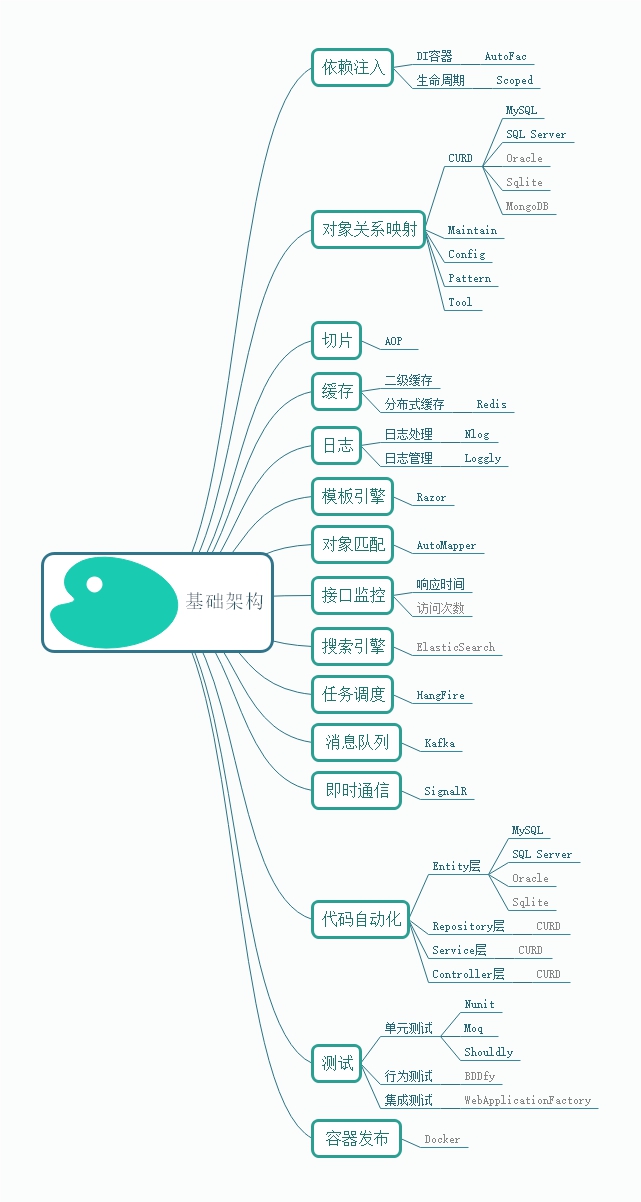 基础架构
依赖注入
DI容器 AutoFac
生命周期 Scoped
对象关系映射
CURD
MySQL
SQL Server
Oracle
Sqlite
MongoDB
Maintain
Config
Pattern
Tool
切片
AOP
缓存
二级缓存
分布式缓存 Redis
日志
日志处理 Nlog
日志管理 Loggly
模板引擎
Razor
对象匹配
AutoMapper
接口监控
响应时间
访问次数
搜索引擎
ElasticSearch
任务调度
HangFire
消息队列
Kafka
即时通信
SignalR
代码自动化
Entity层
MySQL
SQL Server
Oracle
Sqlite
Repository层 CURD
Service层 CURD
Controller层 CURD
测试
单元测试
Nunit
Moq
Shouldly
行为测试 BDDfy
集成测试 WebApplicationFactory
容器发布
Docker